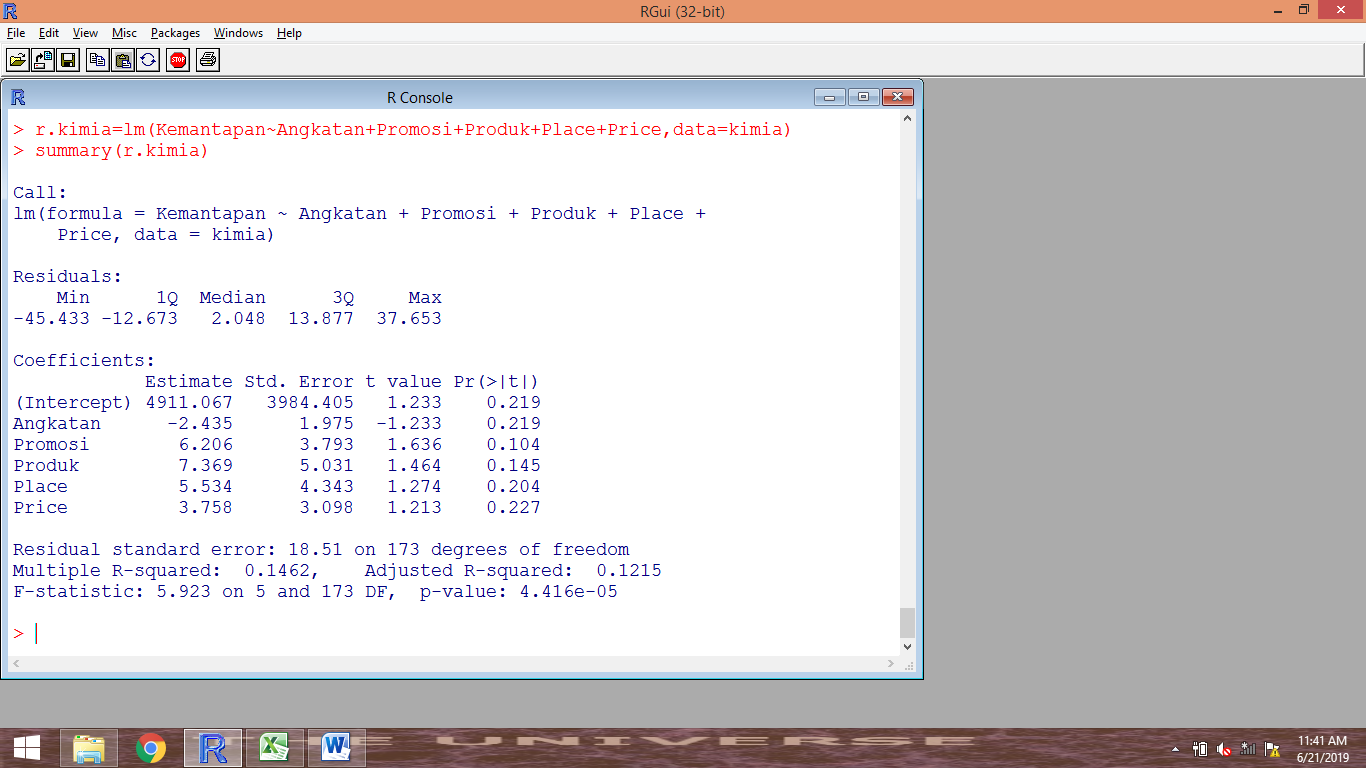 RGui (32-bit)
File Edit View Misc Packages Windows Help
STOP
R Console
> r.kimia=lm(Kemantapan~Angkatan+Promosi+Produk+Place+Price,data=kimia)
> summary(r.kimia)
Call:
lm(formula = Kemantapan ~ Angkatan + Promosi + Produk + Place +
    Price, data = kimia)
Residuals:
    Min      1Q  Median      3Q     Max
-45.433 -12.673   2.048  13.877  37.653
Coefficients:
            Estimate Std. Error t value Pr(>|t|)
(Intercept) 4911.067   3984.405   1.233    0.219
Angkatan      -2.435      1.975  -1.233    0.219
Promosi        6.206      3.793   1.636    0.104
Produk         7.369      5.031   1.464    0.145
Place          5.534      4.343   1.274    0.204
Price          3.758      3.098   1.213    0.227
Residual standard error: 18.51 on 173 degrees of freedom
Multiple R-squared:  0.1462,    Adjusted R-squared:  0.1215
F-statistic: 5.923 on 5 and 173 DF,  p-value: 4.416e-05
>
UNIVERSE
11:41 AM
6/21/2019